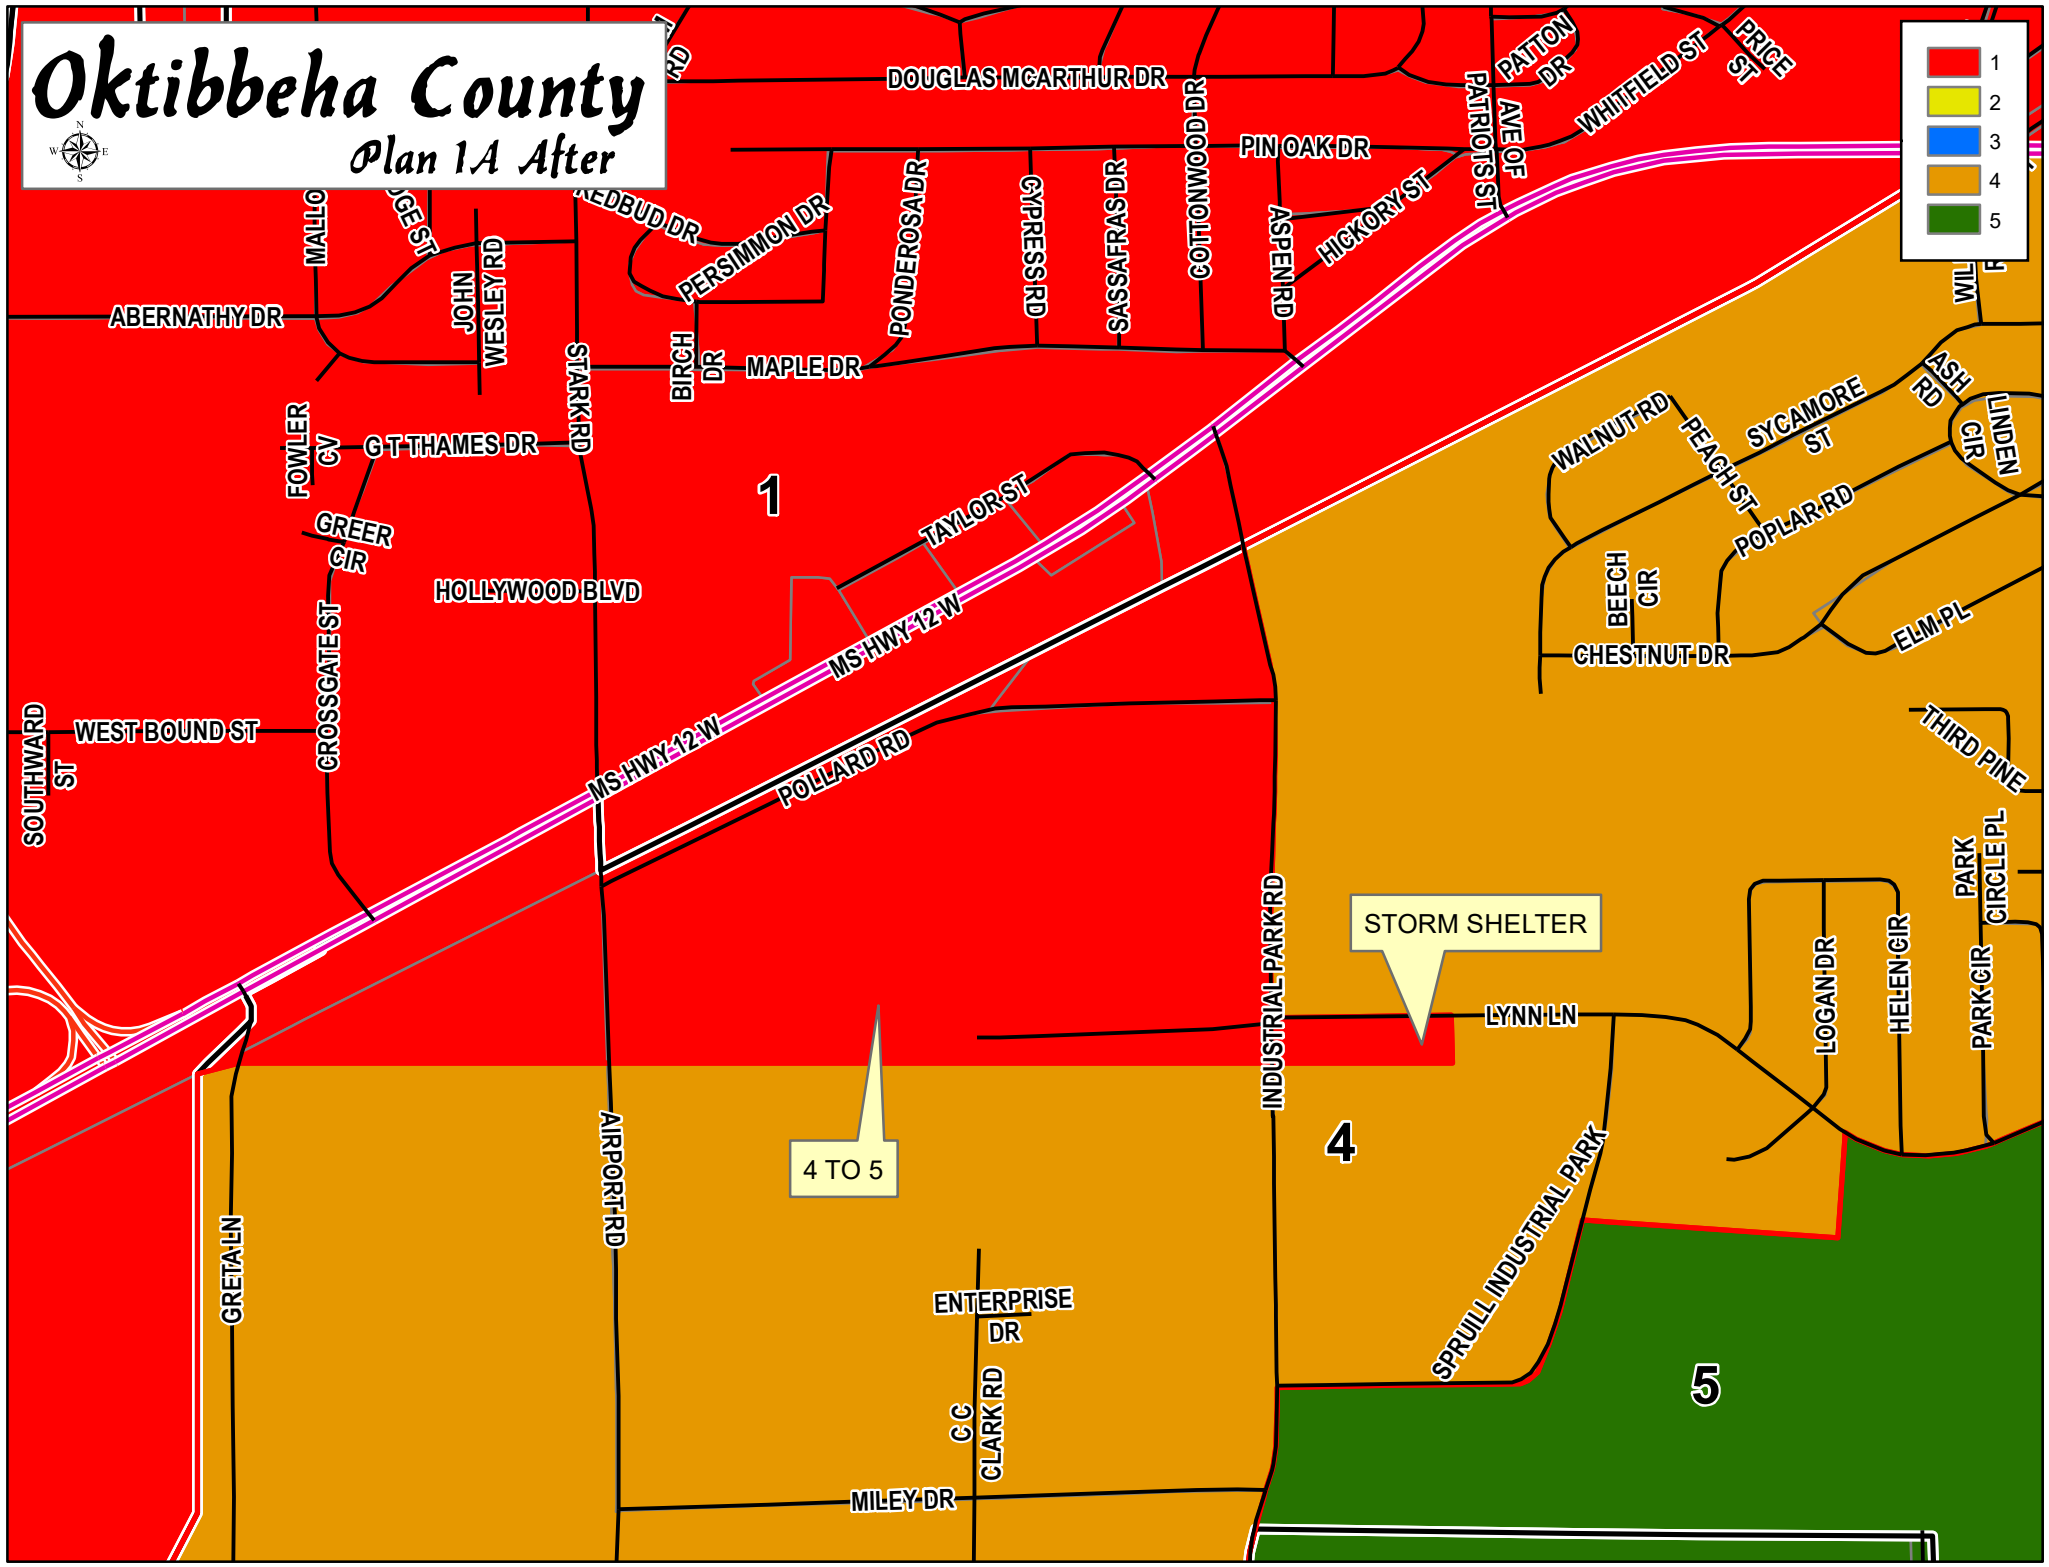 Oktibbeha County
Plan 1A After
N
W
E
S
1
2
3
4
5
RD
DOUGLAS MCARTHUR DR
PATTON
DR
PRICE
ST
WHITFIELD ST
AVE OF
PATRIOTS ST
PIN OAK DR
COTTONWOOD DR
REDBUD DR
PERSIMMON DR
PONDEROSA DR
CYPRESS RD
SASSAFRAS DR
ASPEN RD
HICKORY ST
ABERNATHY DR
JOHN
WESLEY RD
STARK RD
BIRCH
DR
MAPLE DR
FOWLER
CV
G T THAMES DR
GREER
CIR
HOLLYWOOD BLVD
CROSSGATE ST
1
TAYLOR ST
MS HWY 12 W
MS HWY 12 W
POLLARD RD
WEST BOUND ST
SOUTHWARD
ST
WALNUT RD
PEACH ST
SYCAMORE
ST
ASH
RD
LINDEN
CIR
POPLAR RD
BEECH
CIR
CHESTNUT DR
ELM PL
THIRD PINE
PARK
CIRCLE PL
PARK CIR
HELEN CIR
LOGAN DR
INDUSTRIAL PARK RD
STORM SHELTER
LYNN LN
4
4 TO 5
AIRPORT RD
GRETA LN
SPRUILL INDUSTRIAL PARK
ENTERPRISE
DR
C C
CLARK RD
MILEY DR
5